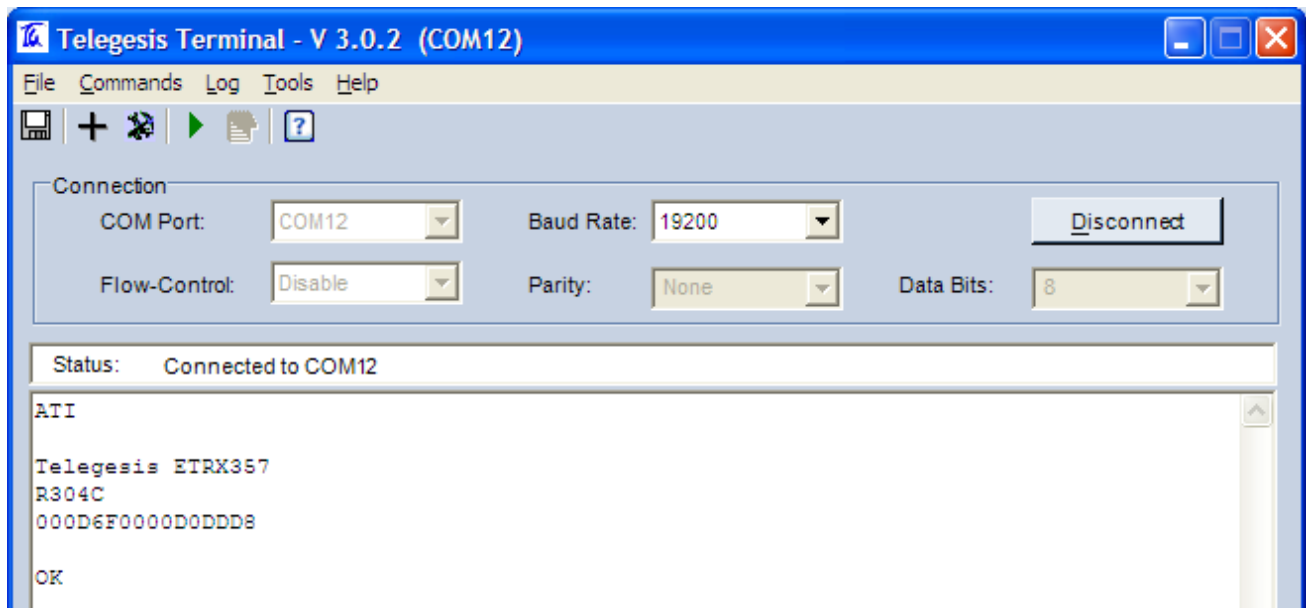 Telegesis Terminal - V 3.0.2 (COM12)
File Commands Log Tools Help
Connection
COM Port: COM12 Baud Rate: 19200 Disconnect
Flow-Control: Disable Parity: None Data Bits: 8
Status: Connected to COM12
ATI
Telegesis ETRX357
R304C
000D6F0000D0DDD8
OK